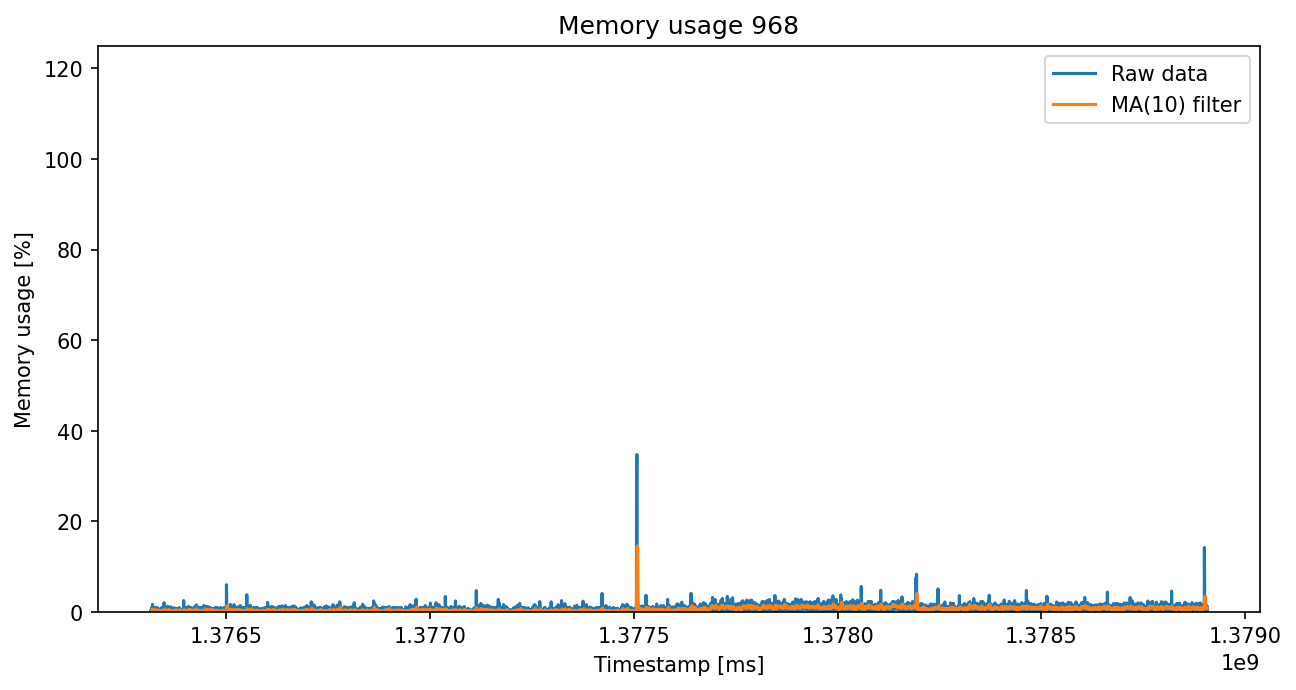 Memory usage 968
Raw data
MA(10) filter
Memory usage [%]
120
100
80
60
40
20
0
1.3765 1.3770 1.3775 1.3780 1.3785 1.3790
1e9
Timestamp [ms]